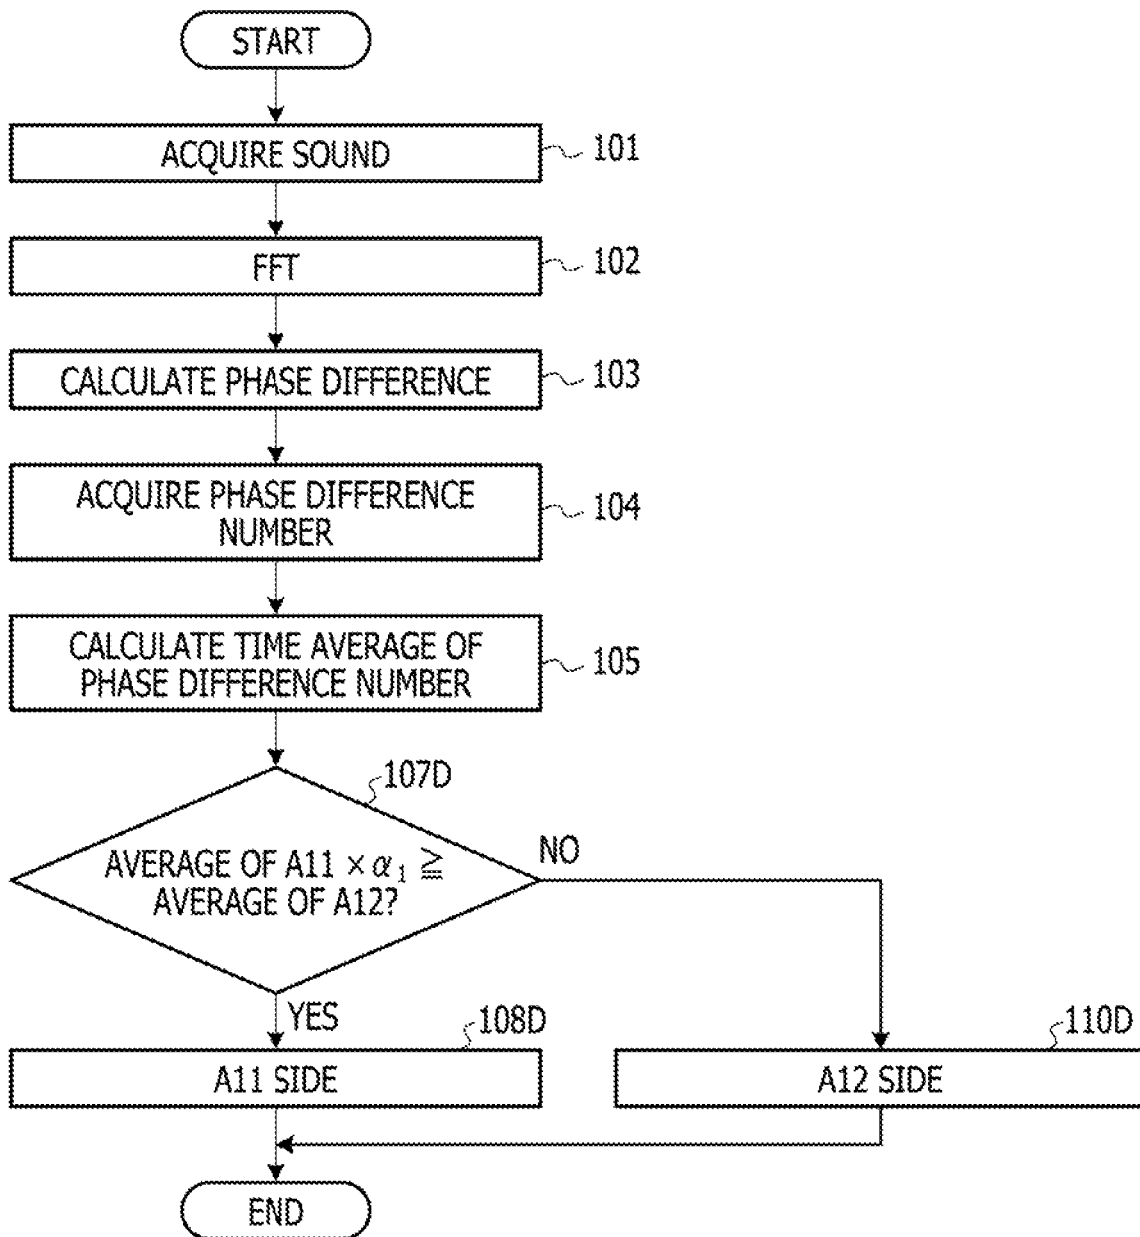 START
ACQUIRE SOUND
101
FFT
102
CALCULATE PHASE DIFFERENCE
103
ACQUIRE PHASE DIFFERENCE
NUMBER
104
CALCULATE TIME AVERAGE OF
PHASE DIFFERENCE NUMBER
105
107D
AVERAGE OF A11 × α₁ ≧
AVERAGE OF A12?
NO
YES
108D
A11 SIDE
110D
A12 SIDE
END